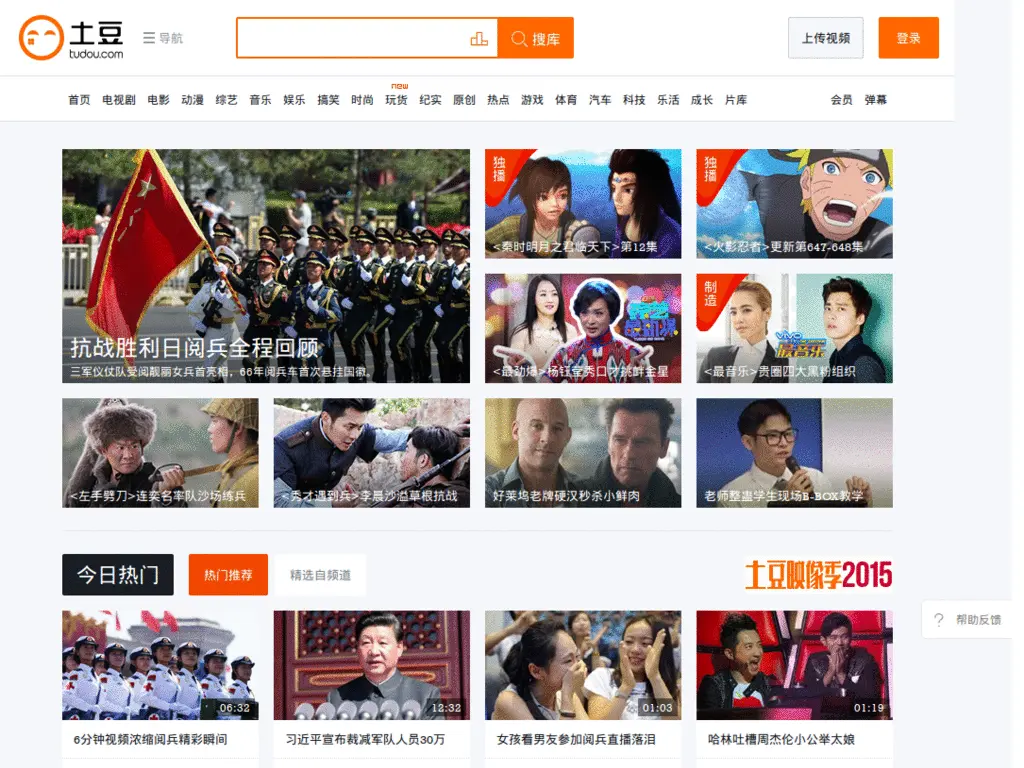 土豆
tudou.com
导航
搜库
上传视频
登录
new
首页 电视剧 电影 动漫 综艺 音乐 娱乐 搞笑 时尚 玩货 纪实 原创 热点 游戏 体育 汽车 科技 乐活 成长 片库 会员 弹幕
抗战胜利日阅兵全程回顾
三军仪仗队受阅靓丽女兵首亮相，66年阅兵车首次悬挂国徽。
独播
<秦时明月之君临天下>第12集
独播
<火影忍者>更新第647-648集
<最劲爆>杨钰莹秀口才挑衅金星
制造
vivo
最音乐
<最音乐>贵圈四大黑粉组织
<左手劈刀>连奕名率队沙场练兵
<秀才遇到兵>李晨沙溢草根抗战
好莱坞老牌硬汉秒杀小鲜肉
老师整蛊学生现场B-BOX教学
今日热门
热门推荐
精选自频道
土豆映像季2015
06:32
12:32
01:03
01:19
6分钟视频浓缩阅兵精彩瞬间
习近平宣布裁减军队人员30万
女孩看男友参加阅兵直播落泪
哈林吐槽周杰伦小公举太娘
? 帮助反馈